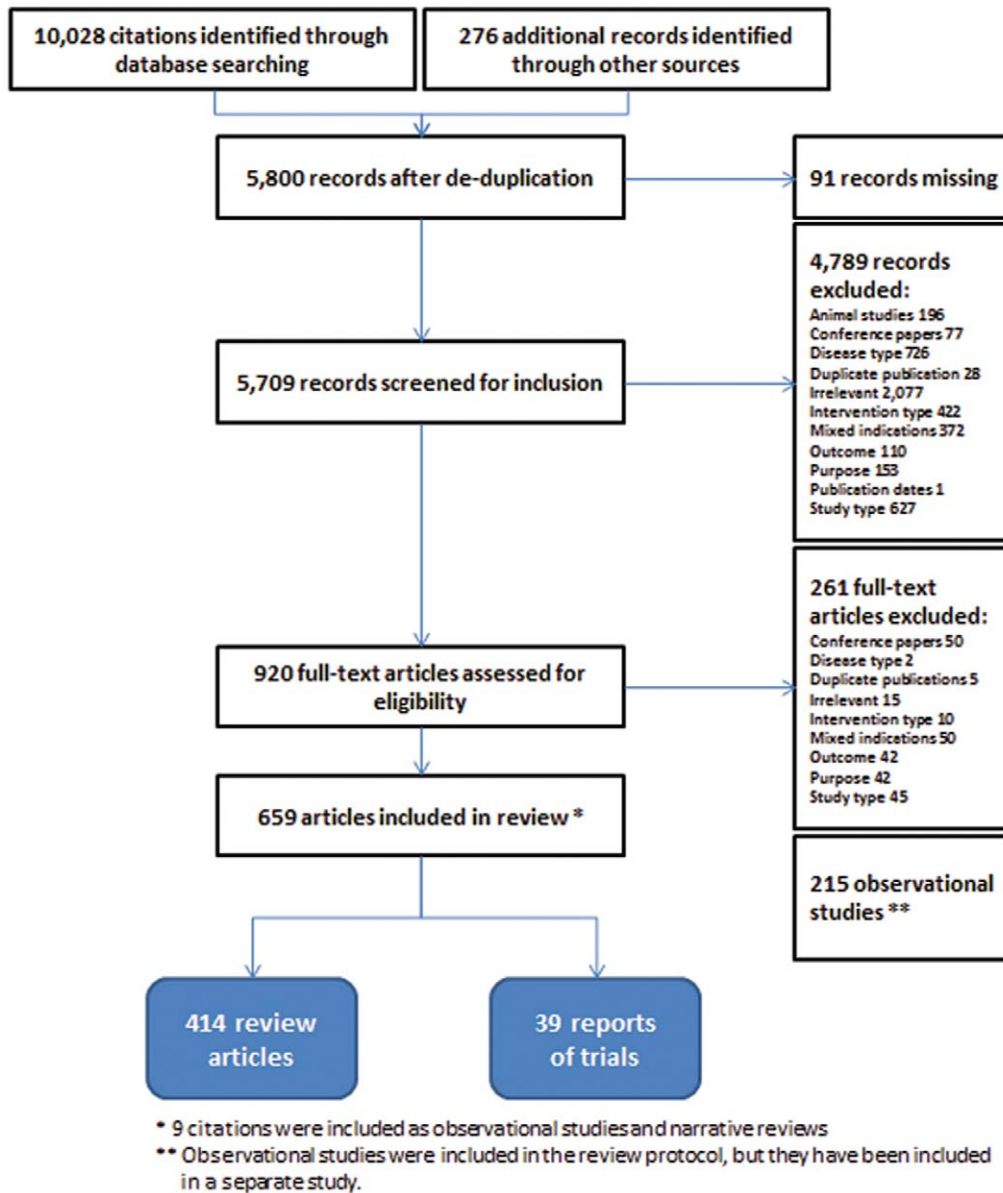 10,028 citations identified through
database searching
276 additional records identified
through other sources
5,800 records after de-duplication
91 records missing
5,709 records screened for inclusion
4,789 records
excluded:
Animal studies 196
Conference papers 77
Disease type 726
Duplicate publication 28
Irrelevant 2,077
Intervention type 422
Mixed indications 372
Outcome 110
Purpose 153
Publication dates 1
Study type 627
920 full-text articles assessed for
eligibility
261 full-text
articles excluded:
Conference papers 50
Disease type 2
Duplicate publications 5
Irrelevant 15
Intervention type 10
Mixed indications 50
Outcome 42
Purpose 42
Study type 45
659 articles included in review *
215 observational
studies **
414 review
articles
39 reports
of trials
* 9 citations were included as observational studies and narrative reviews
** Observational studies were included in the review protocol, but they have been included
in a separate study.